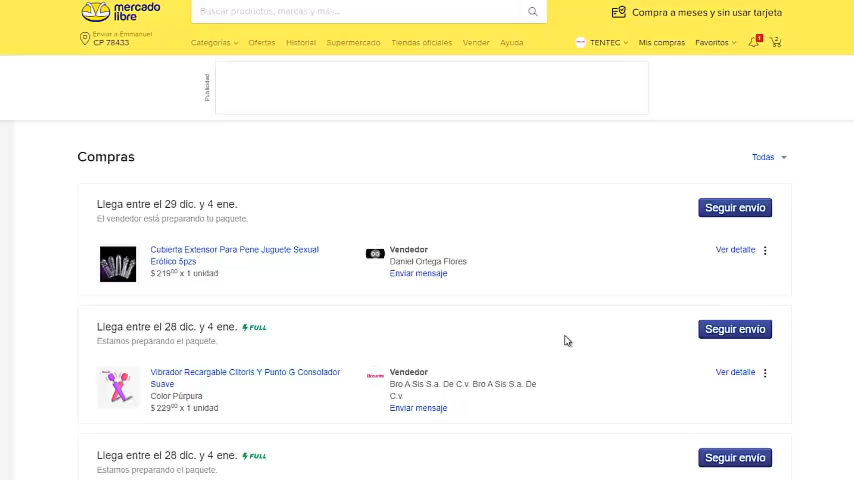 mercado
libre
Buscar productos, marcas y más...
Compra a meses y sin usar tarjeta
Enviar a Emmanuel
CP 78433
Categorías
Ofertas
Historial
Supermercado
Tiendas oficiales
Vender
Ayuda
TENTEC
Mis compras
Favoritos
1
2
Publicidad
Compras
Todas
Llega entre el 29 dic. y 4 ene.
El vendedor está preparando tu paquete.
Seguir envío
Cubierta Extensor Para Pene Juguete Sexual
Erótico 5pzs
$ 219⁰⁰ x 1 unidad
Vendedor
Daniel Ortega Flores
Enviar mensaje
Ver detalle
Llega entre el 28 dic. y 4 ene. FULL
Estamos preparando el paquete.
Seguir envío
Vibrador Recargable Clitoris Y Punto G Consolador
Suave
Color Púrpura
$ 229⁰⁰ x 1 unidad
Vendedor
Bro A Sis S.a. De C.v. Bro A Sis S.a. De
C.v.
Enviar mensaje
Ver detalle
Llega entre el 28 dic. y 4 ene. FULL
Estamos preparando el paquete.
Seguir envío